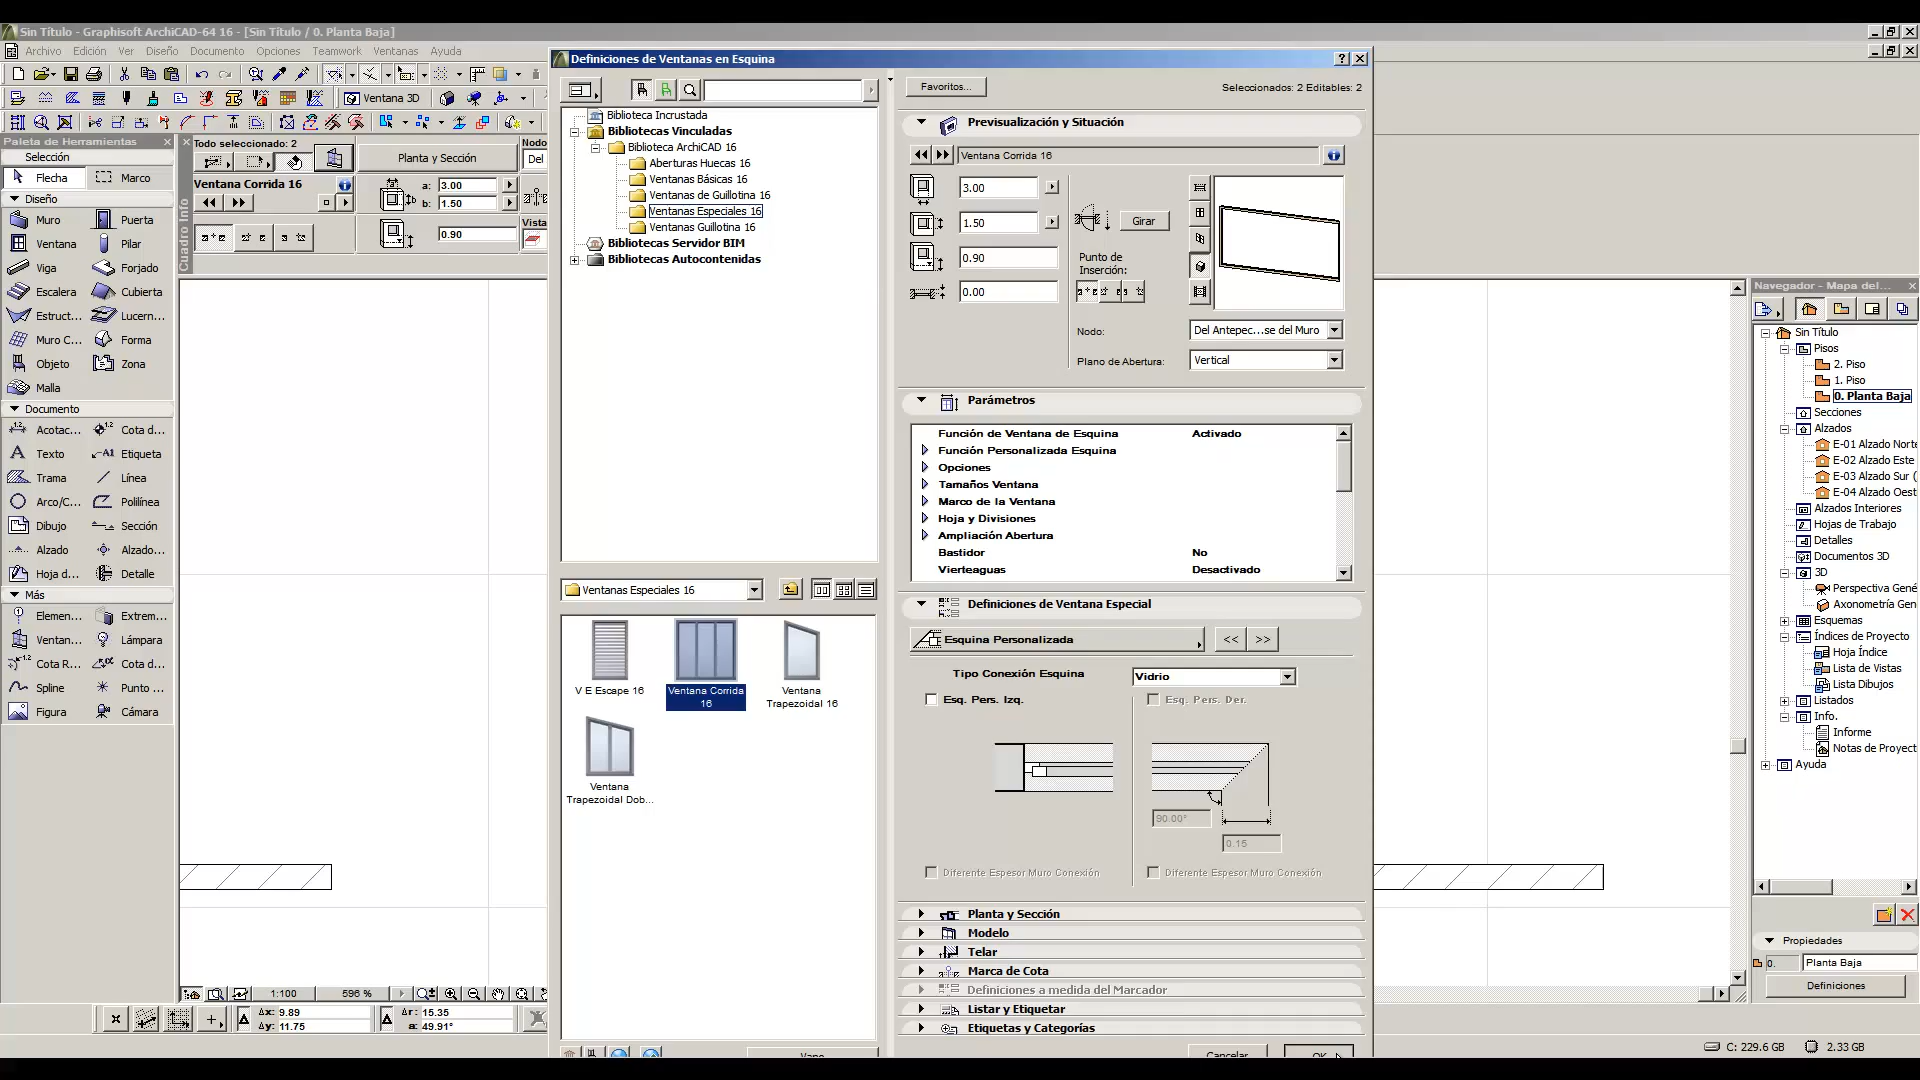 Sin Título - Graphisoft ArchiCAD-64 16 - [Sin Título / 0. Planta Baja]
Archivo Edición Ver Diseño Documento Opciones Teamwork Ventanas Ayuda
Ventana 3D
Paleta de Herramientas
Selección
Flecha Marco
Diseño
Muro Puerta
Ventana Pilar
Viga Forjado
Escalera Cubierta
Estruct... Lucern...
Muro C... Forma
Objeto Zona
Malla
Documento
Acotac... Cota d...
Texto Etiqueta
Trama Línea
Arco/C... Polilínea
Dibujo Sección
Alzado Alzado...
Hoja d... Detalle
Más
Elemen... Extrem...
Ventan... Lámpara
Cota R... Cota d...
Spline Punto ...
Figura Cámara
Cuadro Info
Todo seleccionado: 2
Planta y Sección
Nodo
Del
Ventana Corrida 16
a: 3.00
b: 1.50
Vista
0.90
1:100 596 %
Δx: 9.89 Δr: 15.35
Δy: 11.75 a: 49.91°
Definiciones de Ventanas en Esquina
Biblioteca Incrustada
Bibliotecas Vinculadas
Biblioteca ArchiCAD 16
Aberturas Huecas 16
Ventanas Básicas 16
Ventanas de Guillotina 16
Ventanas Especiales 16
Ventanas Guillotina 16
Bibliotecas Servidor BIM
Bibliotecas Autocontenidas
Ventanas Especiales 16
V E Escape 16
Ventana Corrida 16
Ventana Trapezoidal 16
Ventana Trapezoidal Dob...
Vano
Favoritos...
Seleccionados: 2 Editables: 2
Previsualización y Situación
Ventana Corrida 16
3.00
1.50
Girar
0.90
Punto de
Inserción:
0.00
Nodo: Del Antepec...se del Muro
Plano de Abertura: Vertical
Parámetros
Función de Ventana de Esquina Activado
Función Personalizada Esquina
Opciones
Tamaños Ventana
Marco de la Ventana
Hoja y Divisiones
Ampliación Abertura
Bastidor No
Vierteaguas Desactivado
Definiciones de Ventana Especial
Esquina Personalizada << >>
Tipo Conexión Esquina Vidrio
Esq. Pers. Izq. Esq. Pers. Der.
90.00°
0.15
Diferente Espesor Muro Conexión Diferente Espesor Muro Conexión
Planta y Sección
Modelo
Telar
Marca de Cota
Definiciones a medida del Marcador
Listar y Etiquetar
Etiquetas y Categorías
Cancelar OK
Navegador - Mapa del...
Sin Título
Pisos
2. Piso
1. Piso
0. Planta Baja
Secciones
Alzados
E-01 Alzado Norte
E-02 Alzado Este
E-03 Alzado Sur (
E-04 Alzado Oest
Alzados Interiores
Hojas de Trabajo
Detalles
Documentos 3D
3D
Perspectiva Gené
Axonometría Gen
Esquemas
Índices de Proyecto
Hoja Índice
Lista de Vistas
Lista Dibujos
Listados
Info.
Informe
Notas de Proyect
Ayuda
Propiedades
0. Planta Baja
Definiciones
C: 229.6 GB 2.33 GB